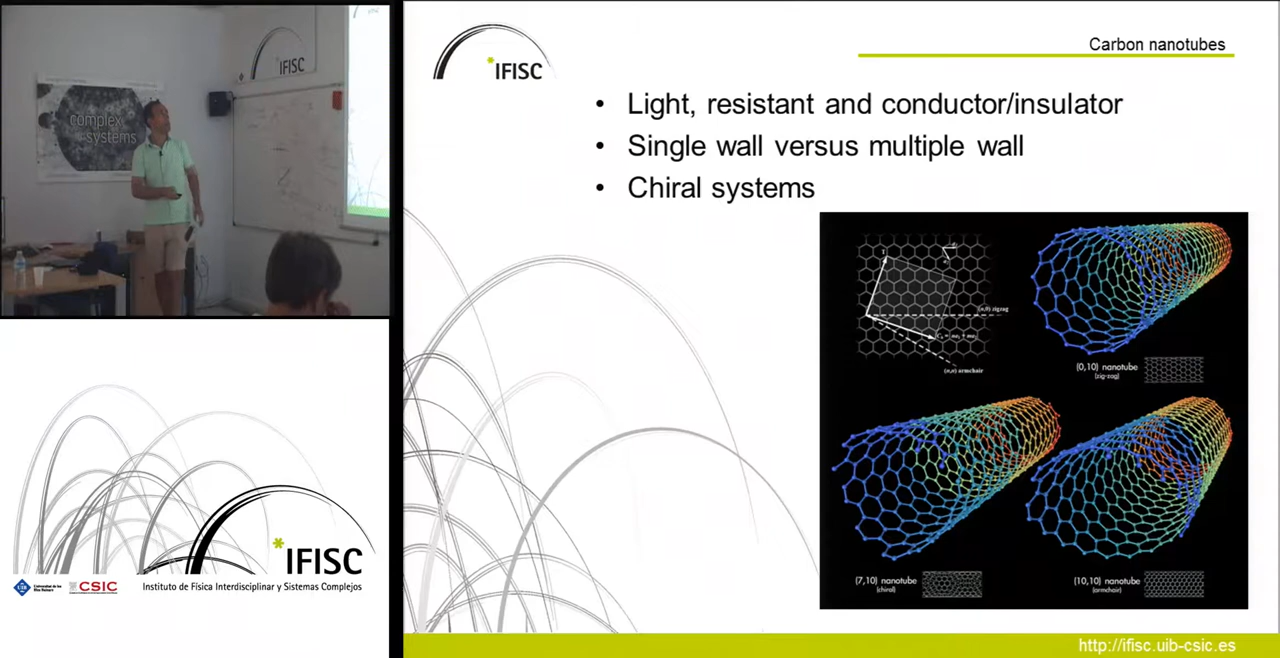 complex
systems
IFISC
IFISC
Carbon nanotubes
• Light, resistant and conductor/insulator
• Single wall versus multiple wall
• Chiral systems
(n,0) zigzag
(n,n) armchair
(0,10) nanotube
(zig-zag)
(7,10) nanotube
(chiral)
(10,10) nanotube
(armchair)
IFISC
UIB
CSIC
Instituto de Física Interdisciplinar y Sistemas Complejos
http://ifisc.uib-csic.es